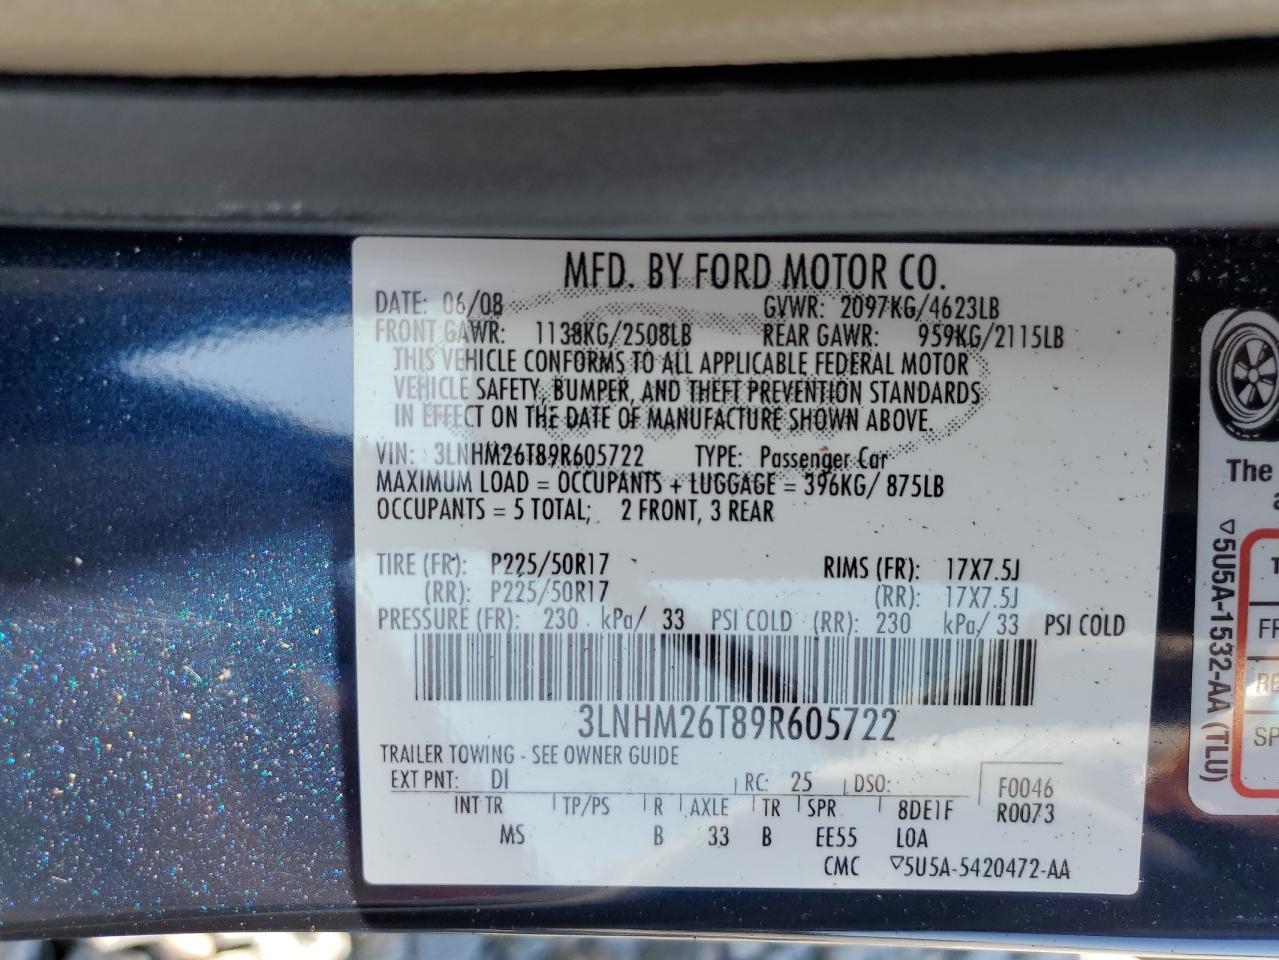 MFD. BY FORD MOTOR CO.
DATE: 06/08 GVWR: 2097KG/4623LB
FRONT GAWR: 1138KG/2508LB REAR GAWR: 959KG/2115LB
THIS VEHICLE CONFORMS TO ALL APPLICABLE FEDERAL MOTOR
VEHICLE SAFETY, BUMPER, AND THEFT PREVENTION STANDARDS
IN EFFECT ON THE DATE OF MANUFACTURE SHOWN ABOVE.
VIN: 3LNHM26T89R605722 TYPE: Passenger Car
MAXIMUM LOAD = OCCUPANTS + LUGGAGE = 396KG/ 875LB
OCCUPANTS = 5 TOTAL; 2 FRONT, 3 REAR
TIRE (FR): P225/50R17 RIMS (FR): 17X7.5J
(RR): P225/50R17 (RR): 17X7.5J
PRESSURE (FR): 230 kPa/ 33 PSI COLD (RR): 230 kPa/ 33 PSI COLD
3LNHM26T89R605722
TRAILER TOWING - SEE OWNER GUIDE
EXT PNT: DI RC: 25 DSO: F0046
INT TR TP/PS R AXLE TR SPR 8DE1F R0073
MS B 33 B EE55 L0A
CMC ▽5U5A-5420472-AA
The
▽5U5A-1532-AA (TLU)